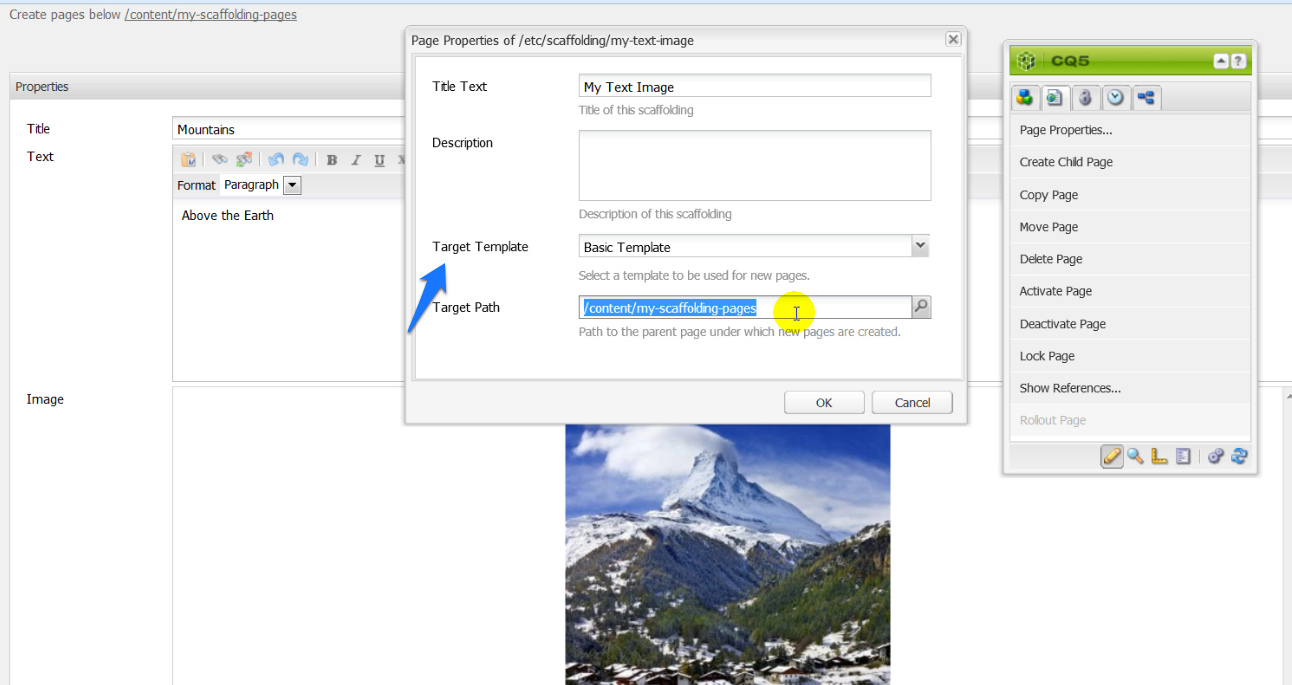 Create pages below /content/my-scaffolding-pages
Properties
Title
Mountains
Text
B I U
Format Paragraph
Above the Earth
Image
Page Properties of /etc/scaffolding/my-text-image
Title Text
My Text Image
Title of this scaffolding
Description
Description of this scaffolding
Target Template
Basic Template
Select a template to be used for new pages.
Target Path
/content/my-scaffolding-pages
Path to the parent page under which new pages are created.
OK Cancel
CQ5 ?
Page Properties...
Create Child Page
Copy Page
Move Page
Delete Page
Activate Page
Deactivate Page
Lock Page
Show References...
Rollout Page